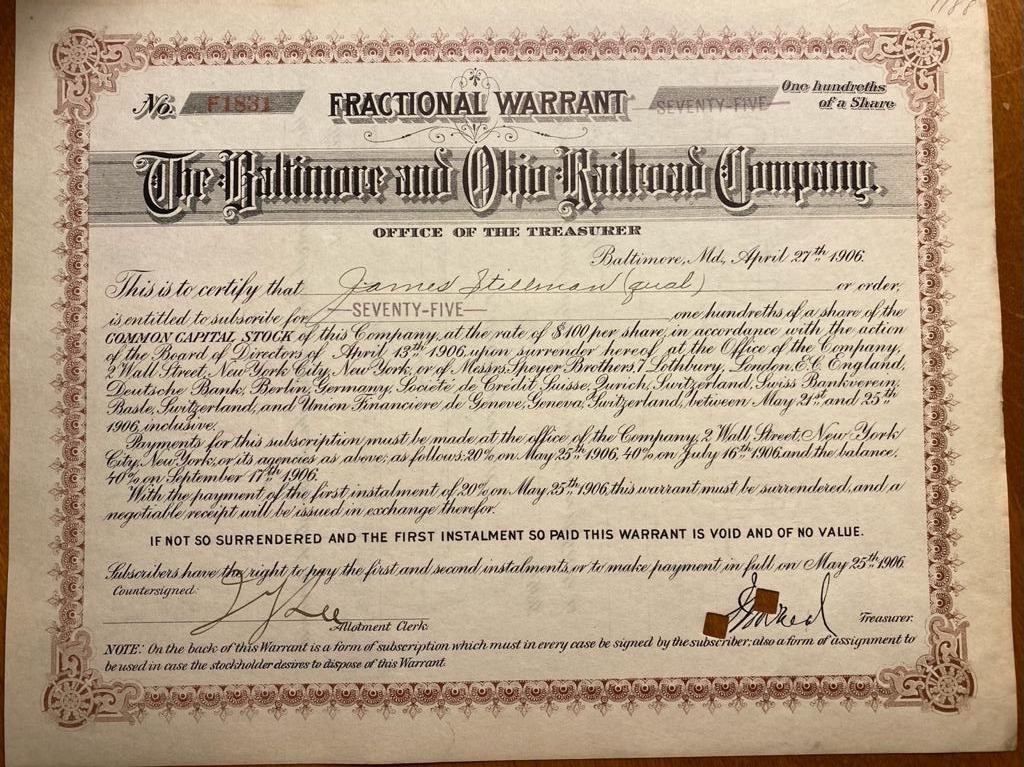 1188
No. F1831 FRACTIONAL WARRANT SEVENTY-FIVE One hundreths
of a Share
The Baltimore and Ohio Railroad Company.
OFFICE OF THE TREASURER
Baltimore, Md., April 27th 1906.
This is to certify that James Stillman (qual) or order,
is entitled to subscribe for SEVENTY-FIVE one hundreths of a share of the
COMMON CAPITAL STOCK of this Company, at the rate of $100 per share, in accordance with the action
of the Board of Directors of April 13th 1906, upon surrender hereof at the Office of the Company,
2 Wall Street, New York City, New York, or of Messrs. Speyer Brothers, 7 Lothbury, London, E.C. England,
Deutsche Bank, Berlin, Germany, Societé de Crédit Suisse, Zurich, Switzerland, Swiss Bankverein,
Basle, Switzerland, and Union Financiere de Geneve, Geneva, Switzerland, between May 21st and 25th
1906, inclusive.
Payments for this subscription must be made at the office of the Company, 2 Wall Street, New York
City, New York, or its agencies as above, as follows: 20% on May 25th 1906, 40% on July 16th 1906, and the balance,
40% on September 17th 1906.
With the payment of the first instalment of 20% on May 25th 1906, this warrant must be surrendered, and a
negotiable receipt will be issued in exchange therefor.
IF NOT SO SURRENDERED AND THE FIRST INSTALMENT SO PAID THIS WARRANT IS VOID AND OF NO VALUE.
Subscribers have the right to pay the first and second instalments, or to make payment in full on May 25th 1906.
Countersigned:
Lee Allotment Clerk. Treasurer.
NOTE: On the back of this Warrant is a form of subscription which must in every case be signed by the subscriber; also a form of assignment to
be used in case the stockholder desires to dispose of this Warrant.